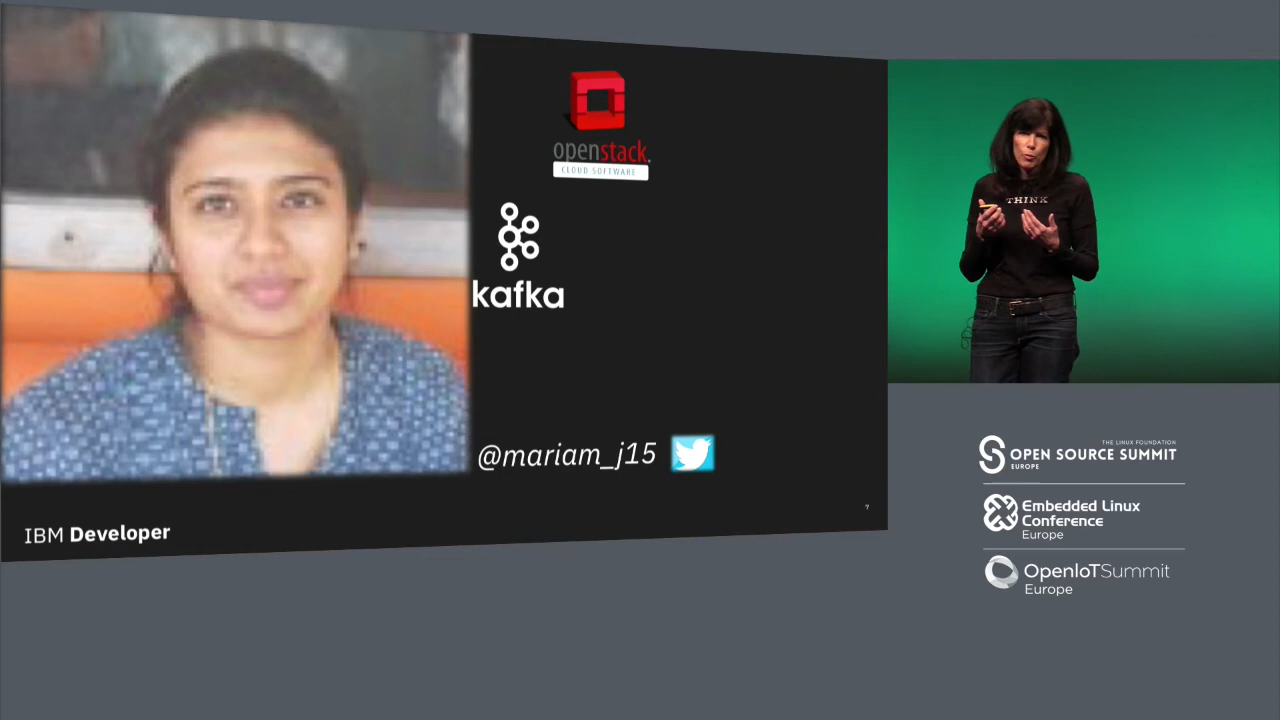 openstack.
CLOUD SOFTWARE
kafka
@mariam_j15
7
IBM Developer
THINK
THE LINUX FOUNDATION
OPEN SOURCE SUMMIT
EUROPE
Embedded Linux
Conference
Europe
OpenIoTSummit
Europe